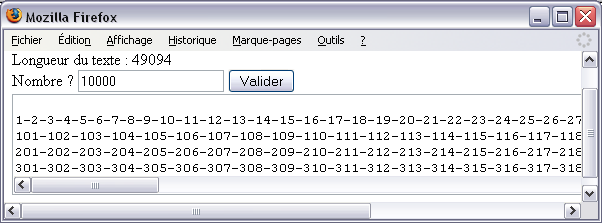 Mozilla Firefox
Fichier Édition Affichage Historique Marque-pages Outils ?
Longueur du texte : 49094
Nombre ? 10000 Valider
1-2-3-4-5-6-7-8-9-10-11-12-13-14-15-16-17-18-19-20-21-22-23-24-25-26-27
101-102-103-104-105-106-107-108-109-110-111-112-113-114-115-116-117-118
201-202-203-204-205-206-207-208-209-210-211-212-213-214-215-216-217-218
301-302-303-304-305-306-307-308-309-310-311-312-313-314-315-316-317-318